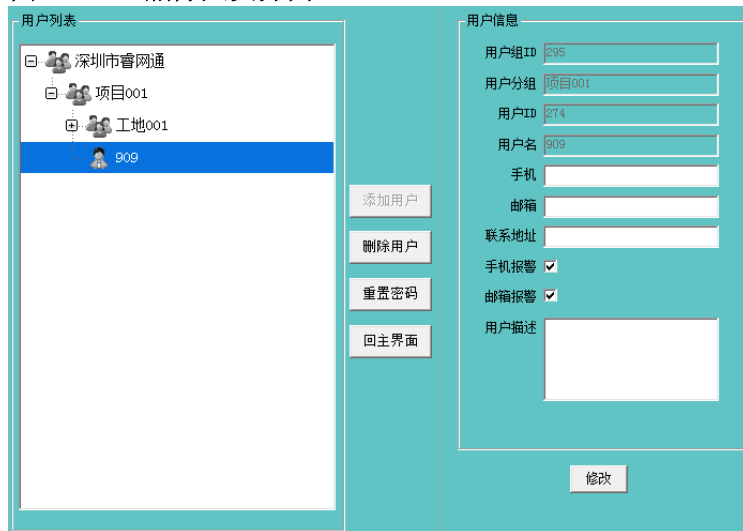 用户列表
深圳市睿网通
项目001
工地001
909
添加用户
删除用户
重置密码
回主界面
用户信息
用户组ID 295
用户分组 项目001
用户ID 274
用户名 909
手机
邮箱
联系地址
手机报警
邮箱报警
用户描述
修改